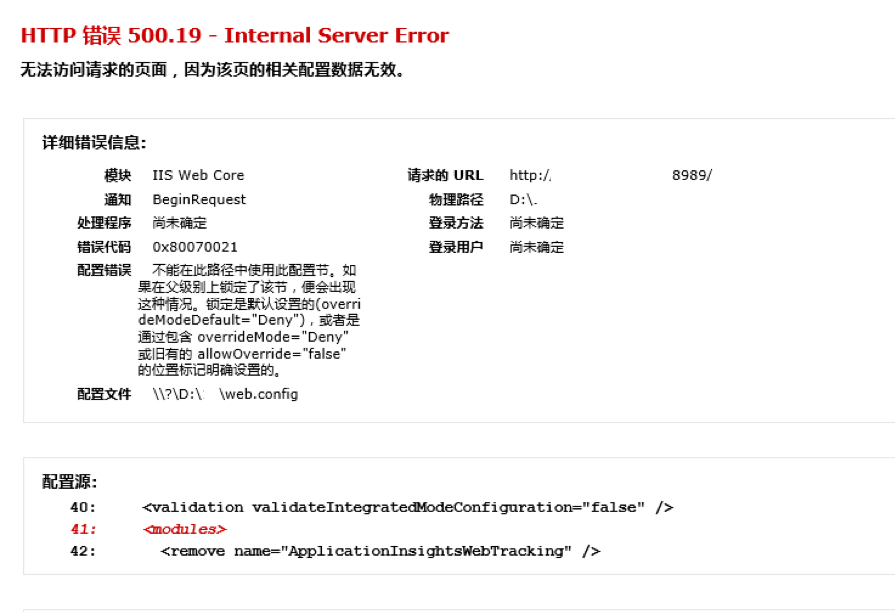 HTTP 错误 500.19 - Internal Server Error
无法访问请求的页面，因为该页的相关配置数据无效。
详细错误信息:
模块 IIS Web Core
通知 BeginRequest
处理程序 尚未确定
错误代码 0x80070021
配置错误 不能在此路径中使用此配置节。如
果在父级别上锁定了该节，便会出现
这种情况。锁定是默认设置的(overri
deModeDefault="Deny")，或者是
通过包含 overrideMode="Deny"
或旧有的 allowOverride="false"
的位置标记明确设置的。
配置文件 \\?\D:\ \web.config
请求的 URL http:/ 8989/
物理路径 D:\.
登录方法 尚未确定
登录用户 尚未确定
配置源:
40: <validation validateIntegratedModeConfiguration="false" />
41: <modules>
42: <remove name="ApplicationInsightsWebTracking" />